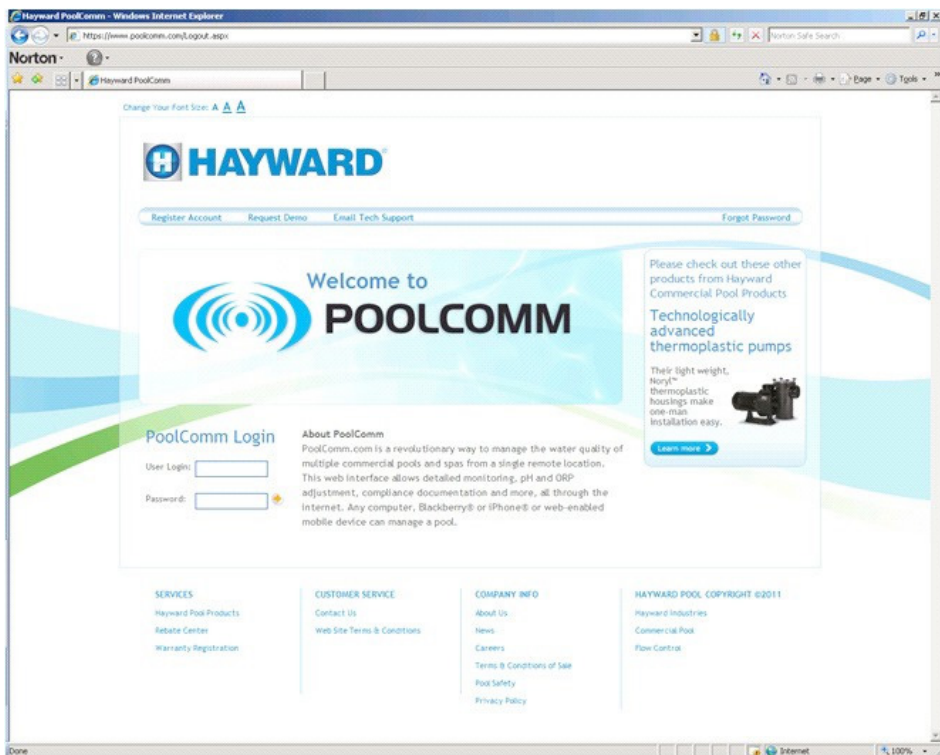 Hayward PoolComm - Windows Internet Explorer
https://www.poolcomm.com/Logout.aspx
Norton Safe Search
Norton
Hayward PoolComm
Page
Tools
Change Your Font Size: A A A
H HAYWARD
Register Account Request Demo Email Tech Support Forgot Password
Welcome to
POOLCOMM
Please check out these other
products from Hayward
Commercial Pool Products
Technologically
advanced
thermoplastic pumps
Their light weight,
Noryl™
thermoplastic
housings make
one-man
installation easy.
Learn more
PoolComm Login
User Login:
Password:
About PoolComm
PoolComm.com is a revolutionary way to manage the water quality of
multiple commercial pools and spas from a single remote location.
This web interface allows detailed monitoring, pH and ORP
adjustment, compliance documentation and more, all through the
internet. Any computer, Blackberry® or iPhone® or web-enabled
mobile device can manage a pool.
SERVICES
Hayward Pool Products
Rebate Center
Warranty Registration
CUSTOMER SERVICE
Contact Us
Web Site Terms & Conditions
COMPANY INFO
About Us
News
Careers
Terms & Conditions of Sale
Pool Safety
Privacy Policy
HAYWARD POOL COPYRIGHT ©2011
Hayward Industries
Commercial Pool
Flow Control
Done
Internet
100%